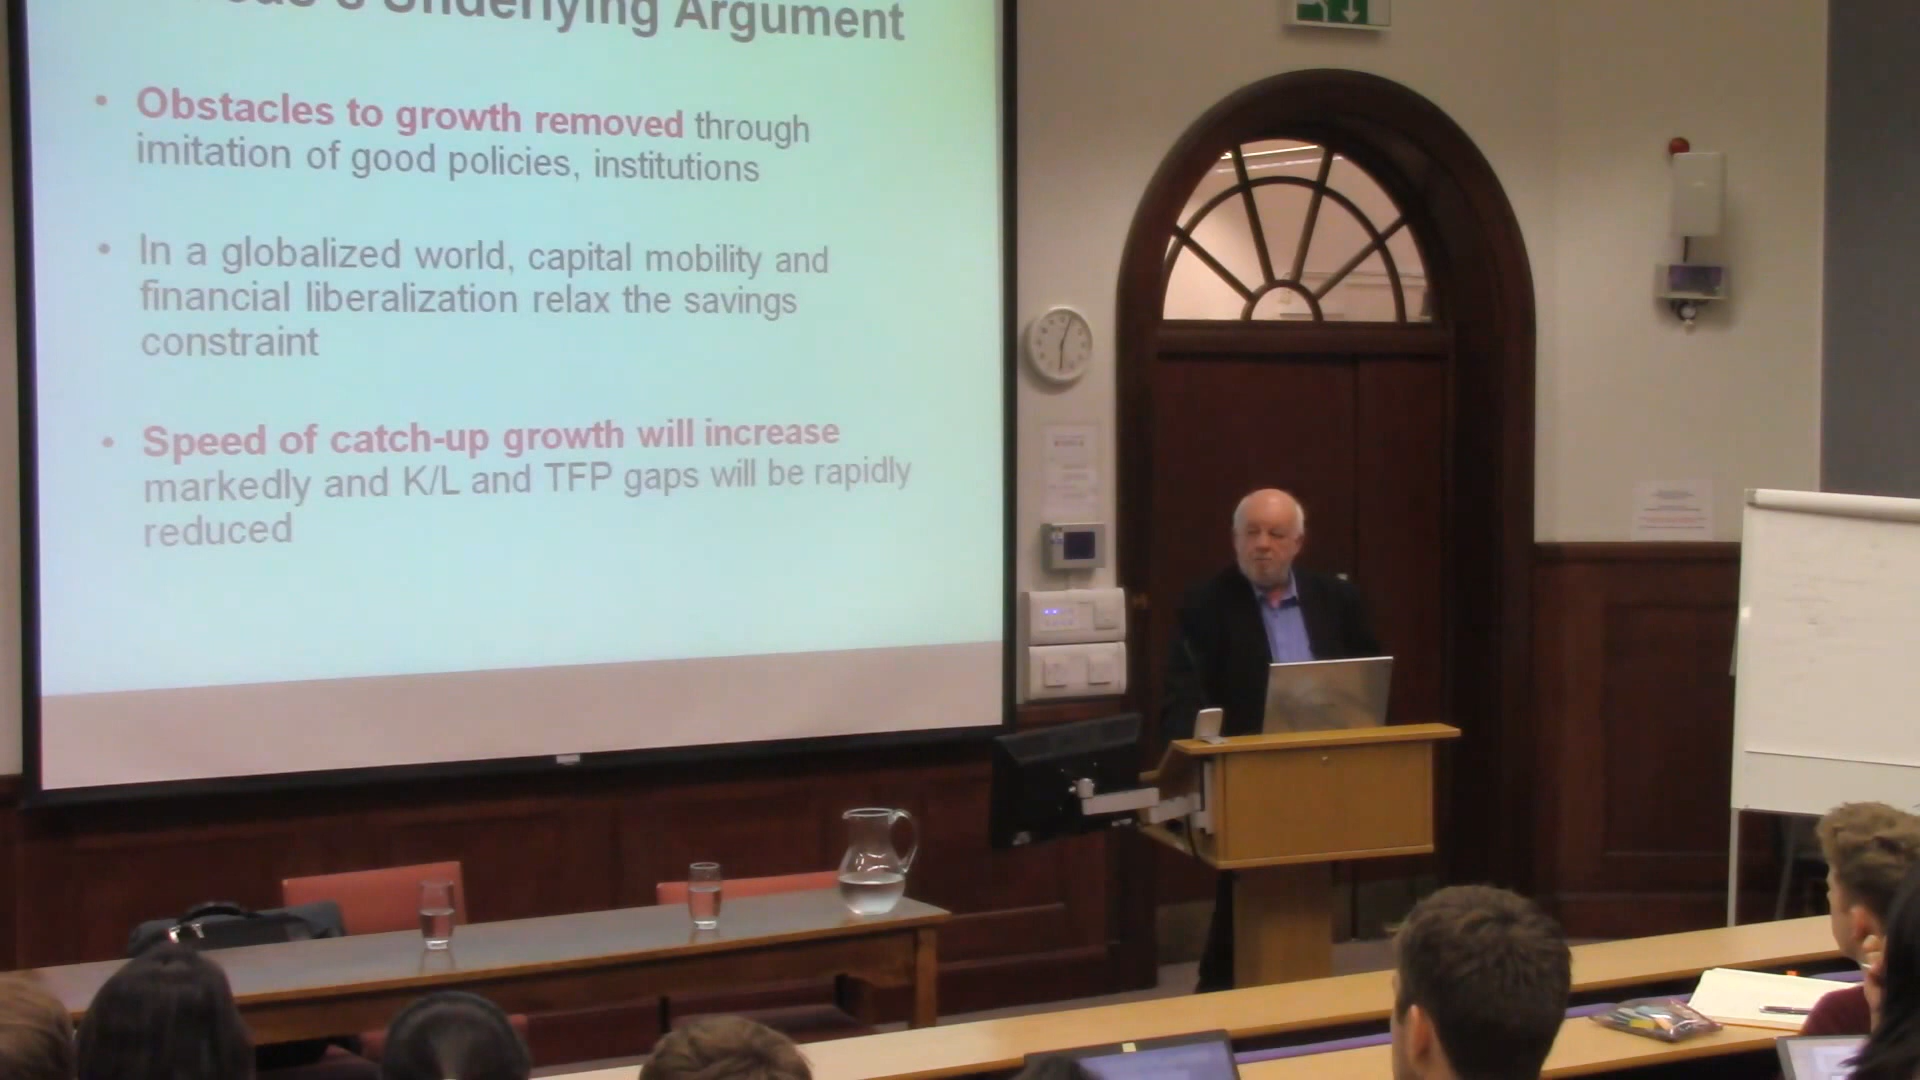 Underlying Argument
• Obstacles to growth removed through
imitation of good policies, institutions
• In a globalized world, capital mobility and
financial liberalization relax the savings
constraint
• Speed of catch-up growth will increase
markedly and K/L and TFP gaps will be rapidly
reduced